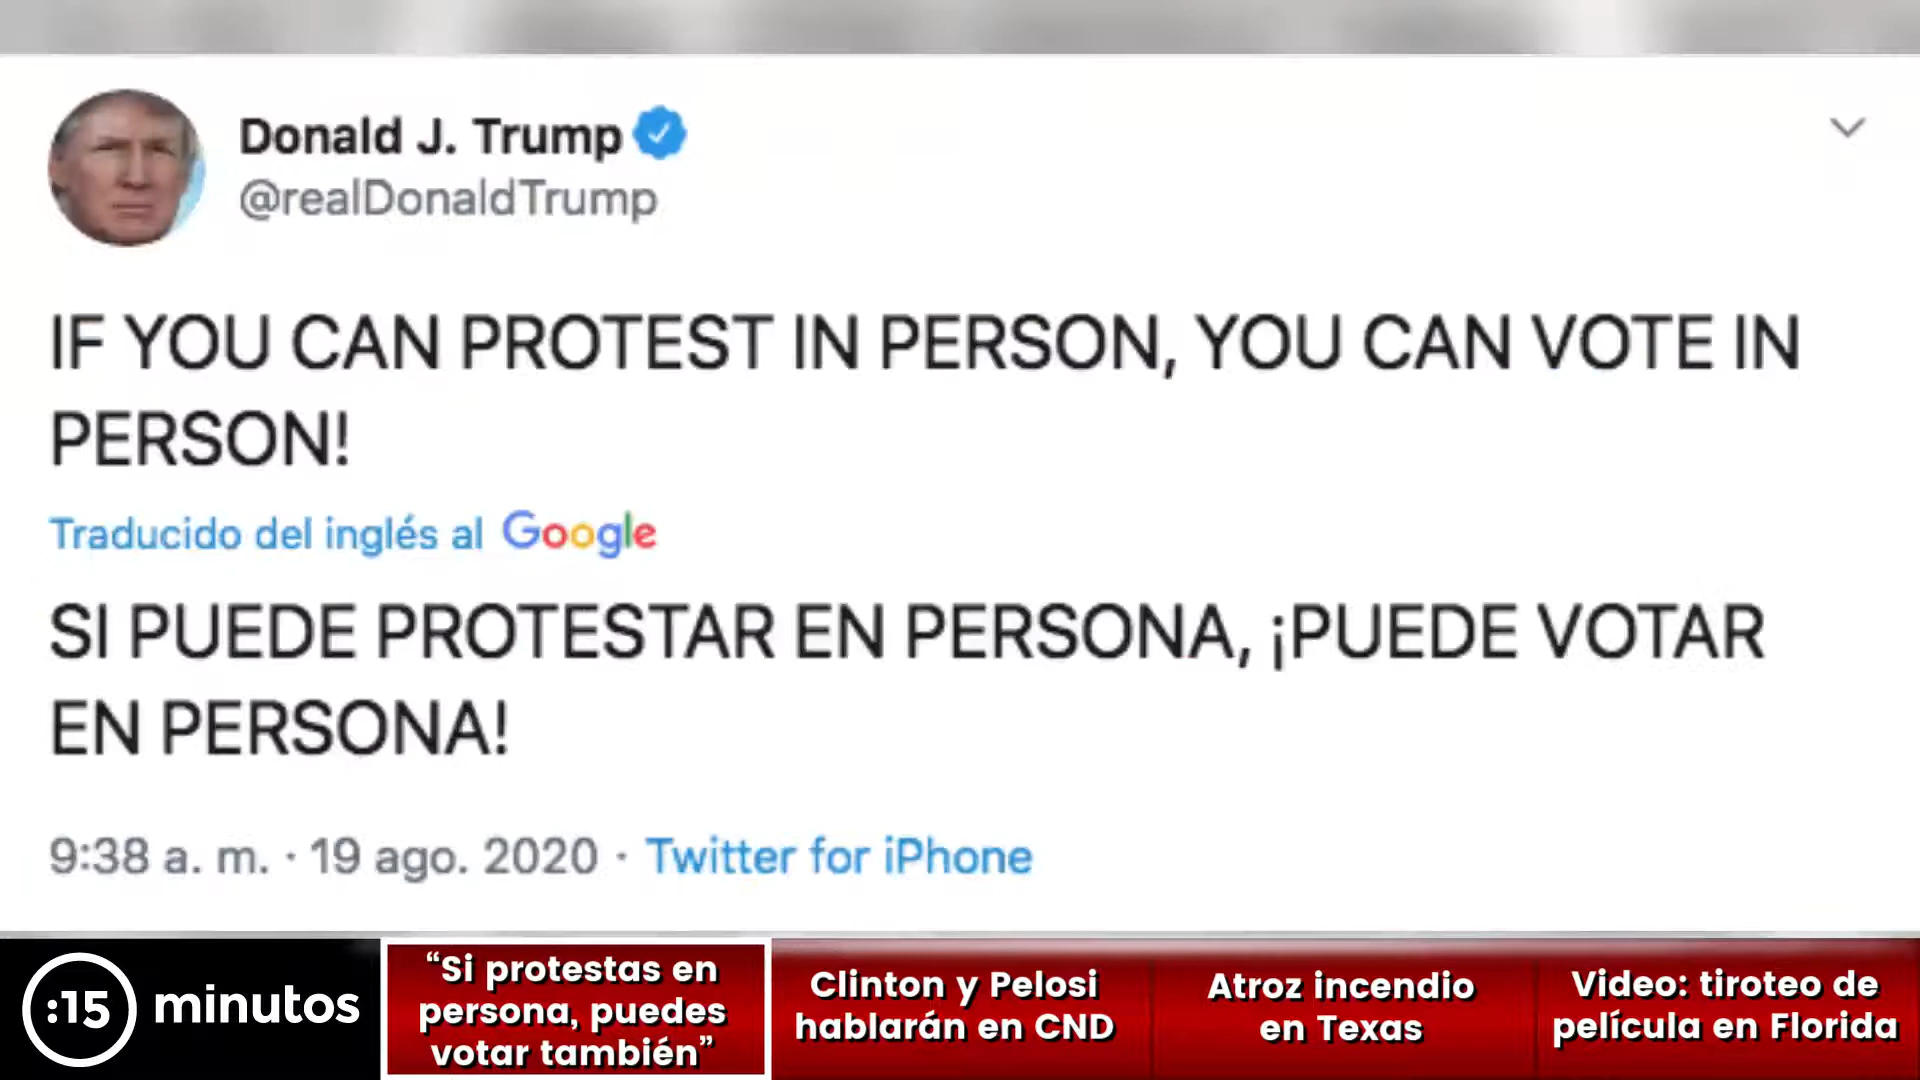 Donald J. Trump
@realDonaldTrump
IF YOU CAN PROTEST IN PERSON, YOU CAN VOTE IN
PERSON!
Traducido del inglés al Google
SI PUEDE PROTESTAR EN PERSONA, ¡PUEDE VOTAR
EN PERSONA!
9:38 a. m. · 19 ago. 2020 · Twitter for iPhone
:15 minutos
“Si protestas en
persona, puedes
votar también”
Clinton y Pelosi
hablarán en CND
Atroz incendio
en Texas
Video: tiroteo de
película en Florida